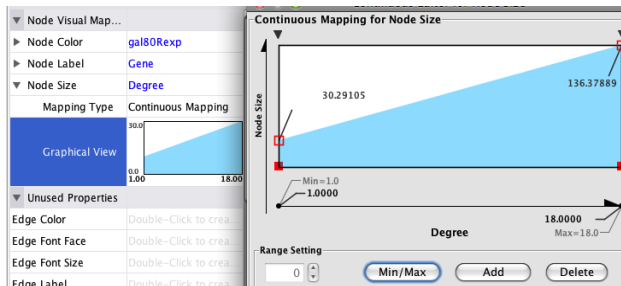 Node Visual Map...
Node Color gal80Rexp
Node Label Gene
Node Size Degree
Mapping Type Continuous Mapping
Graphical View
30.0
0.0
1.00 18.00
Unused Properties
Edge Color Double-Click to crea...
Edge Font Face Double-Click to crea...
Edge Font Size Double-Click to crea...
Edge Label Double-Click to crea...
Continuous Mapping for Node Size
Node Size
30.29105
136.37889
Min=1.0
1.0000
18.0000
Degree
Max=18.0
Range Setting
0 Min/Max Add Delete